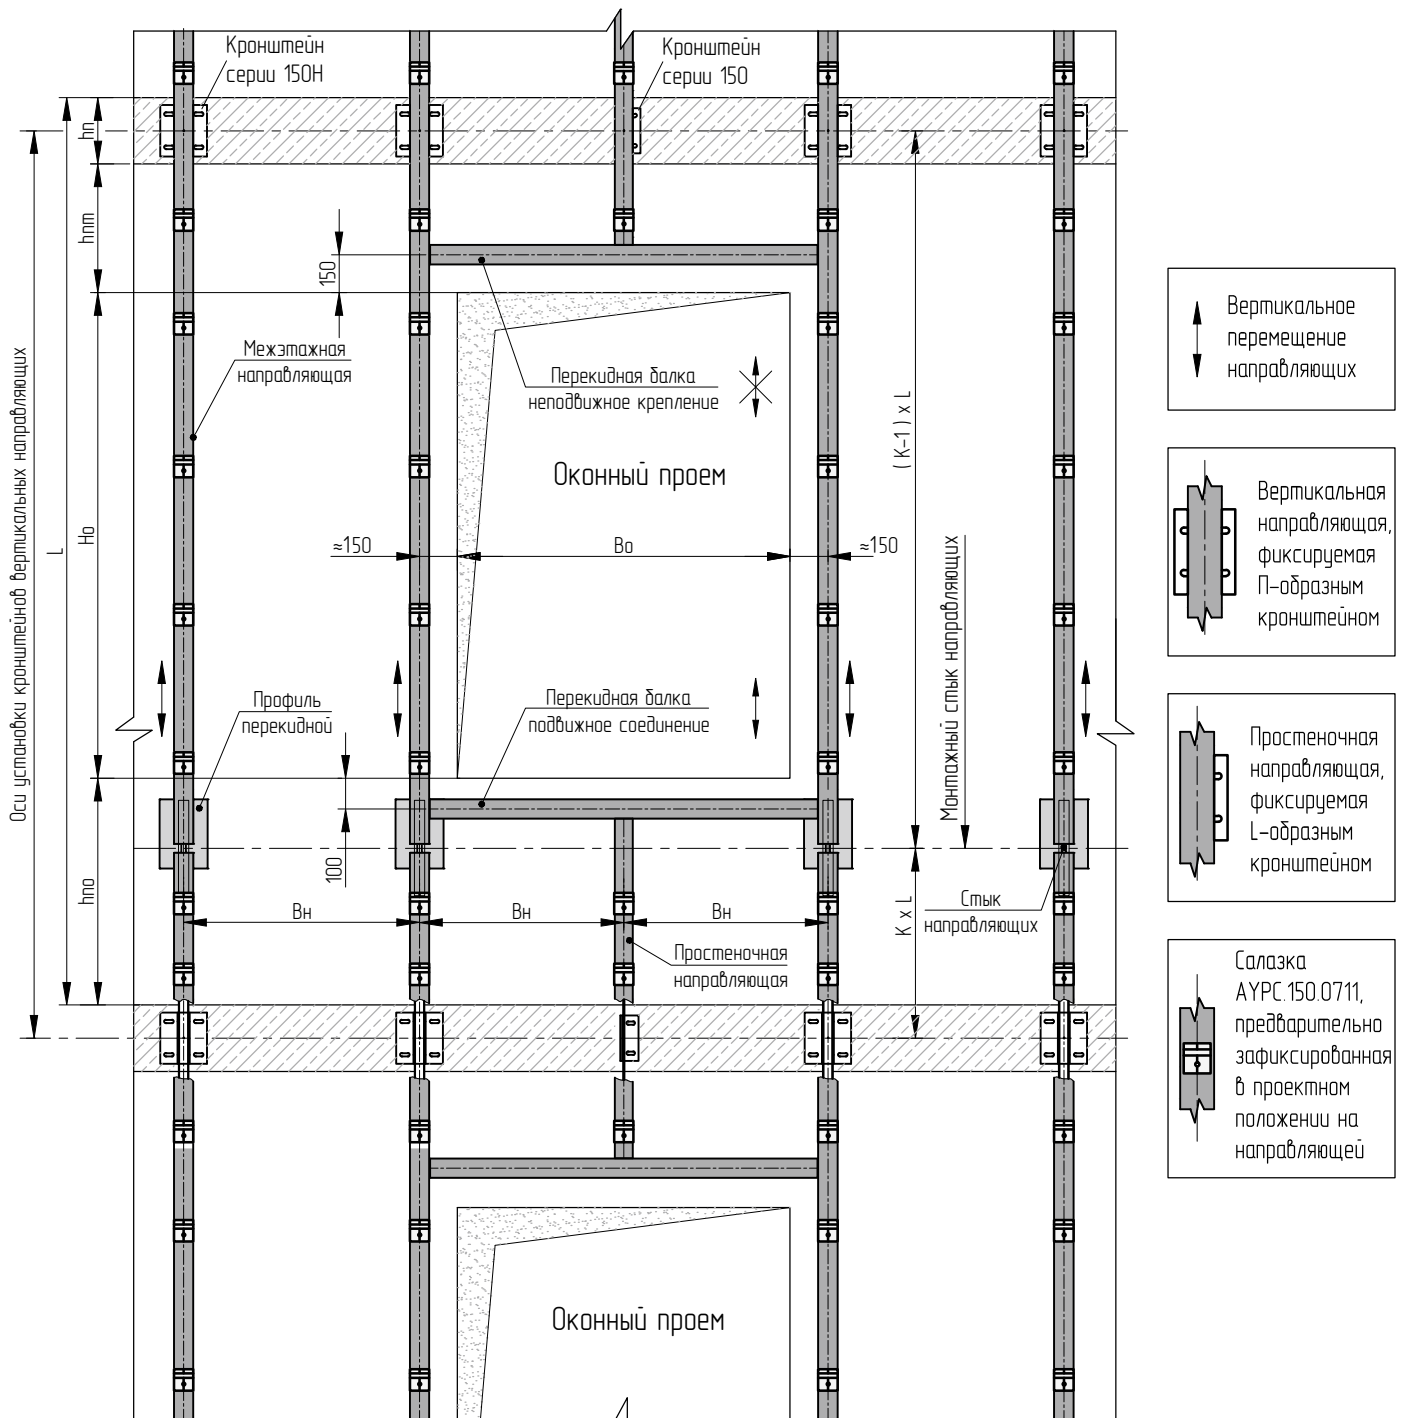 Кронштейн
серии 150Н
Кронштейн
серии 150
hп
hпт
150
Межэтажная
направляющая
Перекидная балка
неподвижное крепление
Оконный проем
(К-1) x L
Оси установки кронштейнов вертикальных направляющих
L
Hо
≈150
Bо
≈150
Монтажный стык направляющих
Профиль
перекидной
Перекидная балка
подвижное соединение
100
hпо
Bн
Bн
Bн
К x L
Стык
направляющих
Простеночная
направляющая
Оконный проем
Вертикальное
перемещение
направляющих
Вертикальная
направляющая,
фиксируемая
П-образным
кронштейном
Простеночная
направляющая,
фиксируемая
L-образным
кронштейном
Салазка
AYPC.150.0711,
предварительно
зафиксированная
в проектном
положении на
направляющей